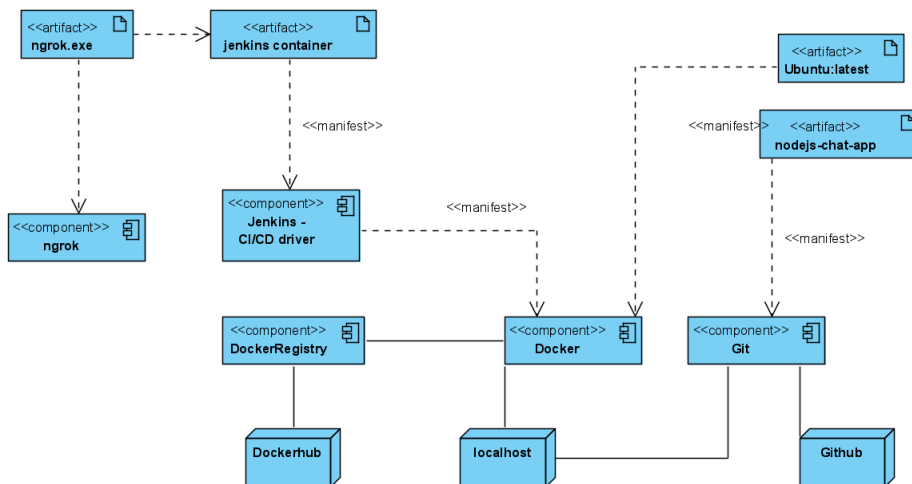 <<artifact>>
ngrok.exe
<<artifact>>
jenkins container
<<artifact>>
Ubuntu:latest
<<manifest>>
<<manifest>>
<<artifact>>
nodejs-chat-app
<<component>>
ngrok
<<component>>
Jenkins -
CI/CD driver
<<manifest>>
<<manifest>>
<<component>>
DockerRegistry
<<component>>
Docker
<<component>>
Git
Dockerhub
localhost
Github